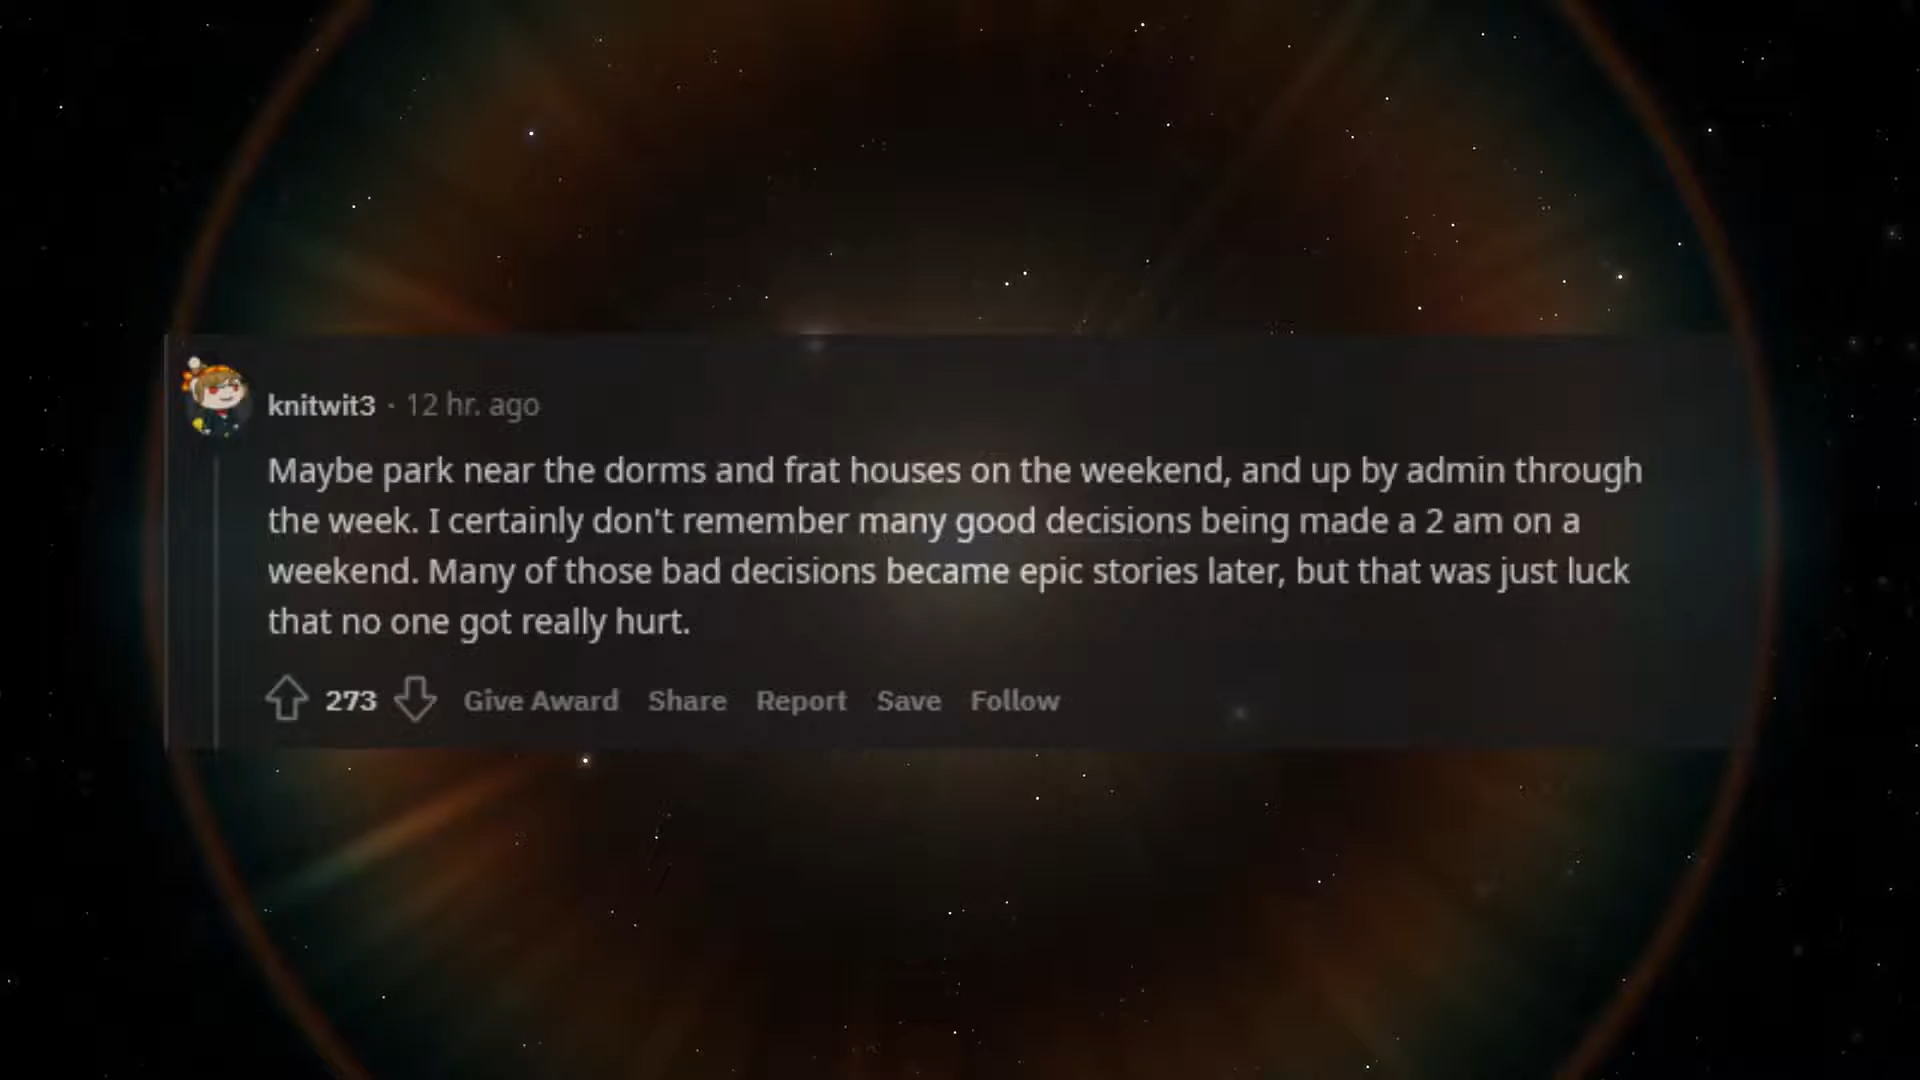 knitwit3 · 12 hr. ago
Maybe park near the dorms and frat houses on the weekend, and up by admin through
the week. I certainly don't remember many good decisions being made a 2 am on a
weekend. Many of those bad decisions became epic stories later, but that was just luck
that no one got really hurt.
273 Give Award Share Report Save Follow